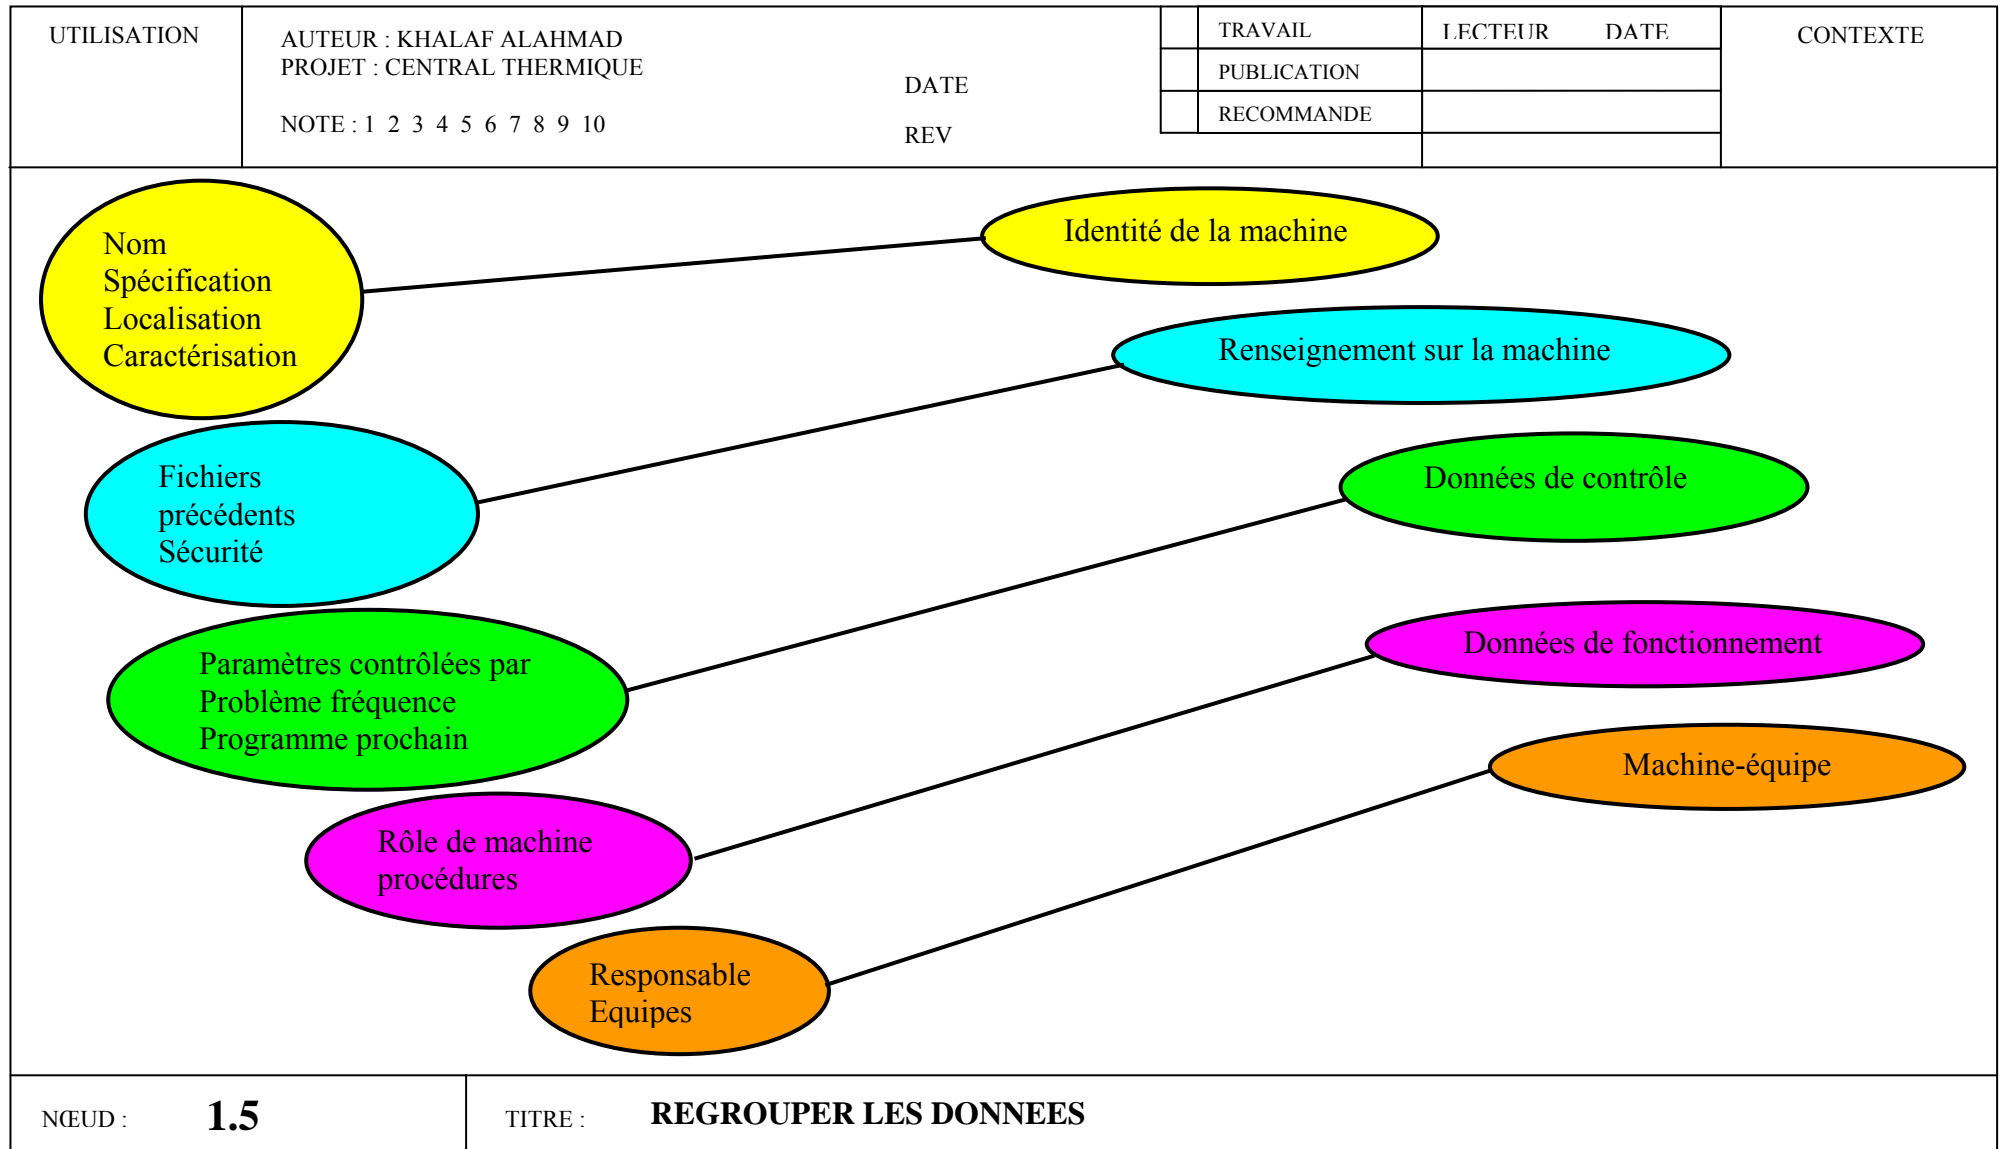 UTILISATION
AUTEUR : KHALAF ALAHMAD
PROJET : CENTRAL THERMIQUE
NOTE : 1 2 3 4 5 6 7 8 9 10
DATE
REV
TRAVAIL
PUBLICATION
RECOMMANDE
LECTEUR DATE
CONTEXTE
Nom
Spécification
Localisation
Caractérisation
Identité de la machine
Fichiers
précédents
Sécurité
Renseignement sur la machine
Paramètres contrôlées par
Problème fréquence
Programme prochain
Données de contrôle
Rôle de machine
procédures
Données de fonctionnement
Responsable
Equipes
Machine-équipe
NŒUD : 1.5
TITRE : REGROUPER LES DONNEES